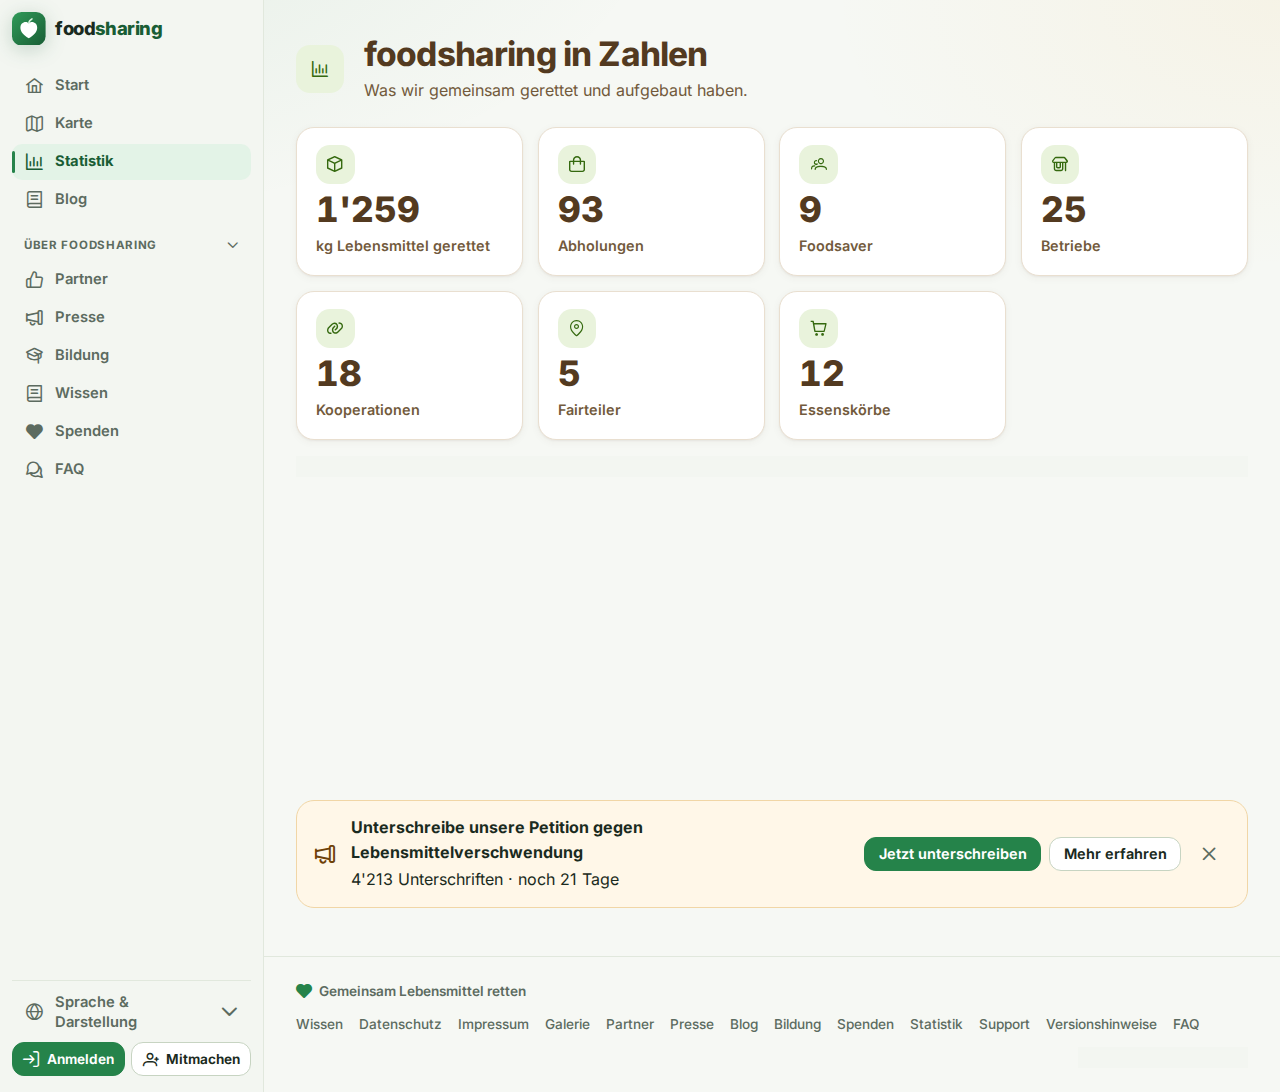 foodsharing
Start
Karte
Statistik
Blog
ÜBER FOODSHARING
Partner
Presse
Bildung
Wissen
Spenden
FAQ
Sprache &
Darstellung
Anmelden
Mitmachen
foodsharing in Zahlen
Was wir gemeinsam gerettet und aufgebaut haben.
1'259
kg Lebensmittel gerettet
93
Abholungen
9
Foodsaver
25
Betriebe
18
Kooperationen
5
Fairteiler
12
Essenskörbe
Unterschreibe unsere Petition gegen
Lebensmittelverschwendung
4'213 Unterschriften · noch 21 Tage
Jetzt unterschreiben
Mehr erfahren
Gemeinsam Lebensmittel retten
Wissen Datenschutz Impressum Galerie Partner Presse Blog Bildung Spenden Statistik Support Versionshinweise FAQ